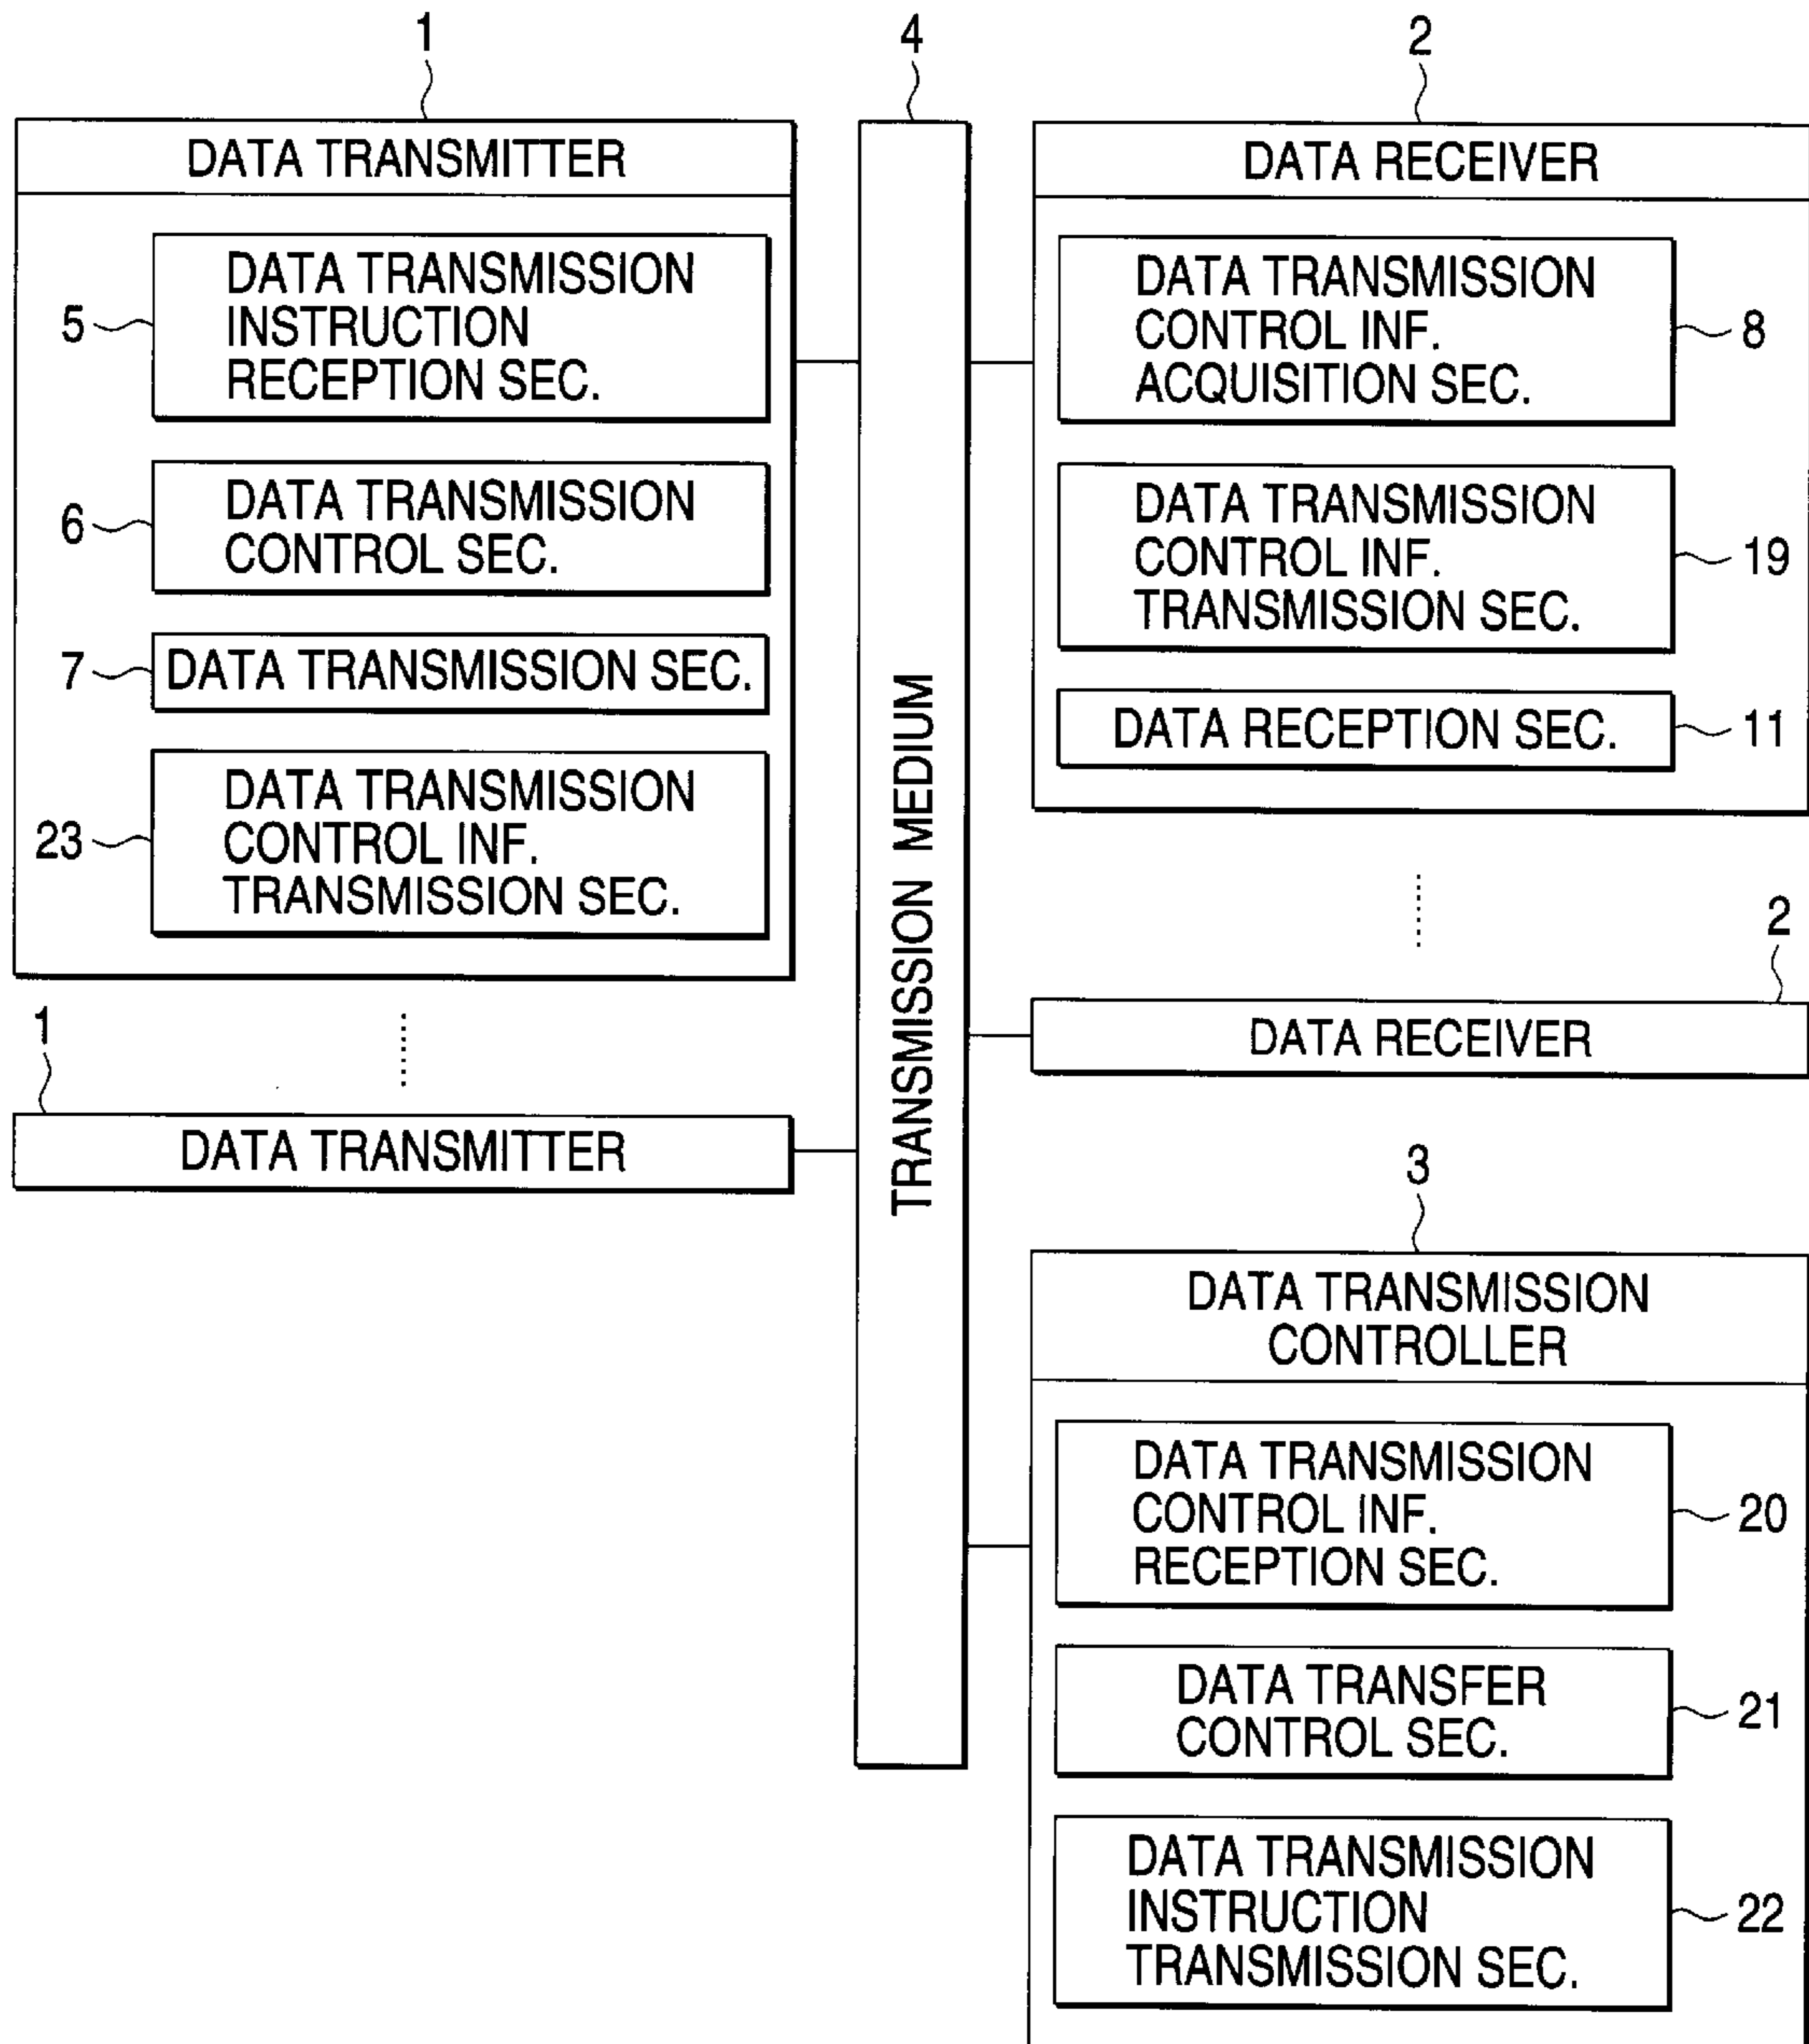 1
DATA TRANSMITTER
5
DATA TRANSMISSION
INSTRUCTION
RECEPTION SEC.
6
DATA TRANSMISSION
CONTROL SEC.
7
DATA TRANSMISSION SEC.
23
DATA TRANSMISSION
CONTROL INF.
TRANSMISSION SEC.
1
DATA TRANSMITTER
4
TRANSMISSION MEDIUM
2
DATA RECEIVER
DATA TRANSMISSION
CONTROL INF.
ACQUISITION SEC.
8
DATA TRANSMISSION
CONTROL INF.
TRANSMISSION SEC.
19
DATA RECEPTION SEC.
11
2
DATA RECEIVER
3
DATA TRANSMISSION
CONTROLLER
DATA TRANSMISSION
CONTROL INF.
RECEPTION SEC.
20
DATA TRANSFER
CONTROL SEC.
21
DATA TRANSMISSION
INSTRUCTION
TRANSMISSION SEC.
22